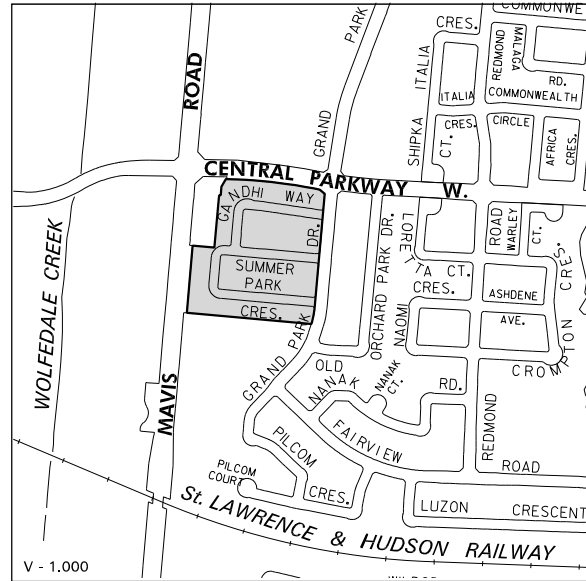 COMMONWE
CRES.
PARK
ITALIA
REDMOND
MALAGA
RD.
ROAD
ITALIA
COMMONWEALTH
GRAND
SHIPKA
CT.
CRES.
CIRCLE
AFRICA
CRES.
CENTRAL PARKWAY W.
GANDHI WAY
DR.
ORCHARD PARK DR.
LORETTA CT.
ROAD
WARLEY
CT.
SUMMER
PARK
CRES.
CRES.
NAOMI
ASHDENE
AVE.
CROMPTON CRES.
WOLFEDALE CREEK
GRAND PARK
MAVIS
OLD
NANAK
NANAK
CT.
RD.
REDMOND
FAIRVIEW
ROAD
PILCOM
CRES.
PILCOM
COURT
LUZON CRESCENT
St. LAWRENCE & HUDSON RAILWAY
V - 1.000